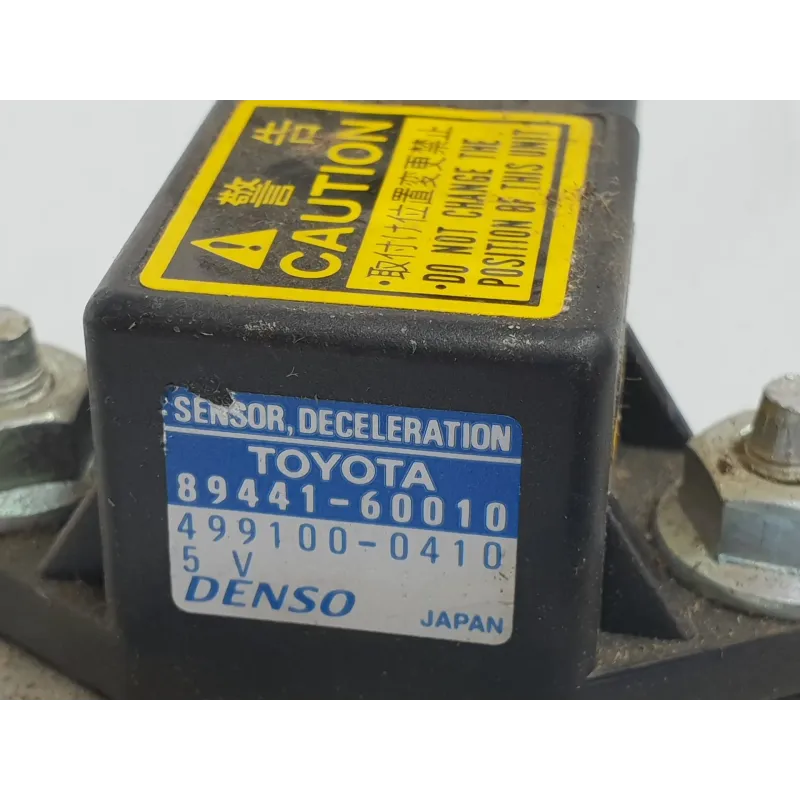 警告
CAUTION
・取付け位置変更禁止
・DO NOT CHANGE THE
POSITION OF THIS UNIT
SENSOR, DECELERATION
TOYOTA
89441-60010
499100-0410
5 V
DENSO
JAPAN